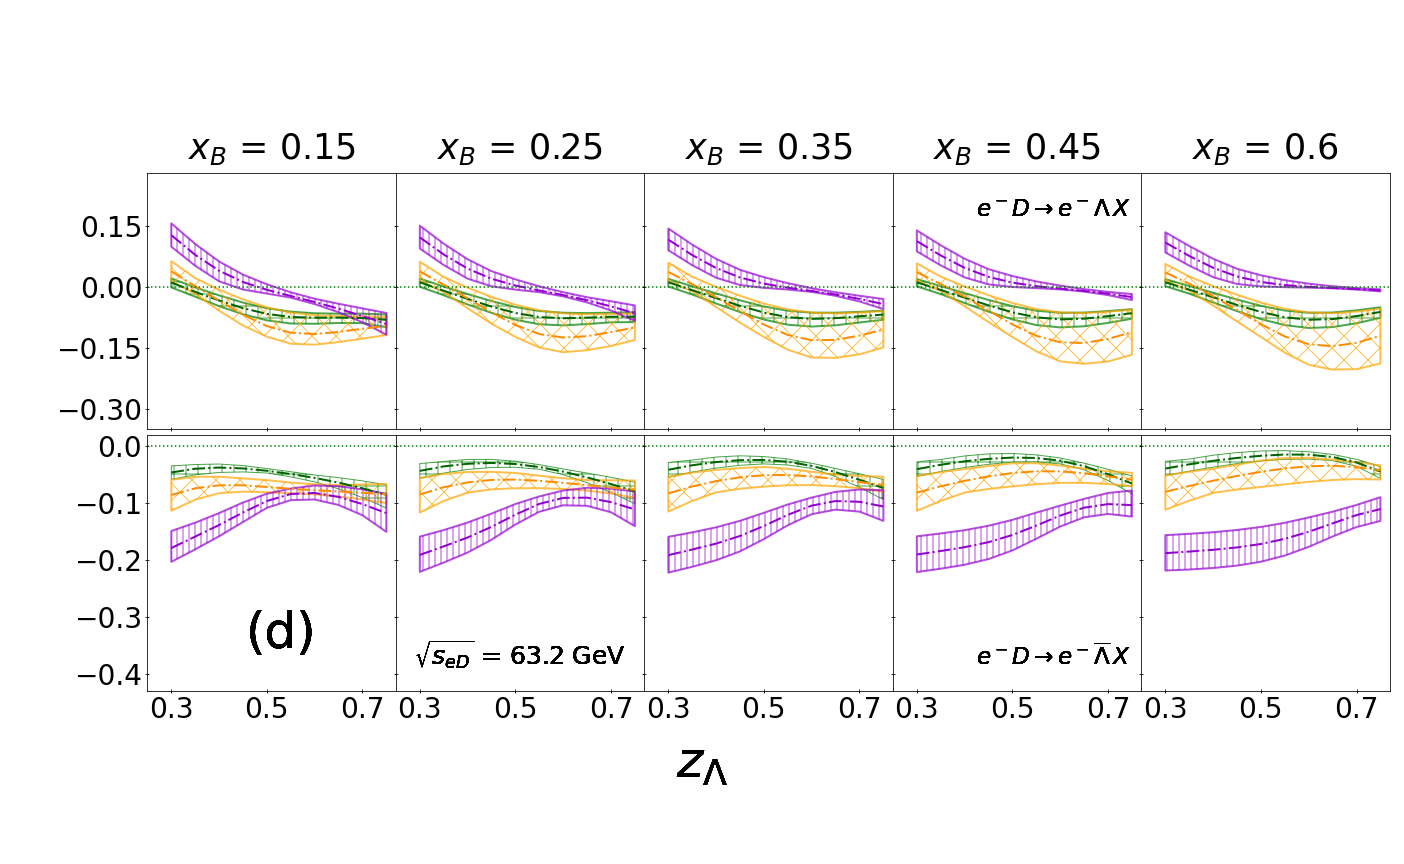 x_B = 0.15 x_B = 0.25 x_B = 0.35 x_B = 0.45 x_B = 0.6
e⁻D→e⁻ΛX
0.15
0.00
−0.15
−0.30
0.0
−0.1
−0.2
−0.3
−0.4
(d)
√s_{eD} = 63.2 GeV
e⁻D→e⁻Λ̅X
0.3 0.5 0.7 0.3 0.5 0.7 0.3 0.5 0.7 0.3 0.5 0.7 0.3 0.5 0.7
z_Λ